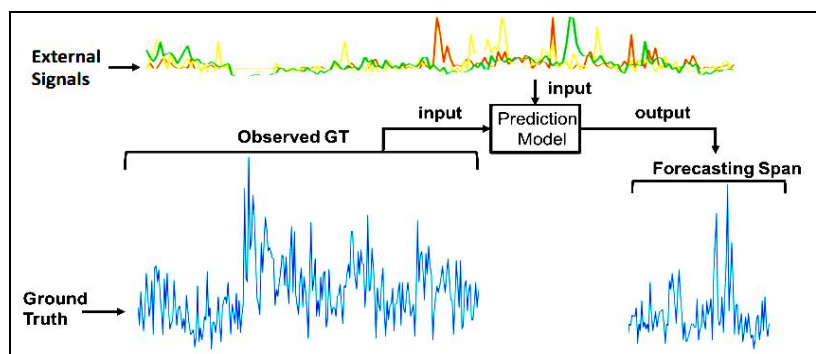 External
Signals
input
input
Prediction
Model
output
Observed GT
Forecasting Span
Ground
Truth